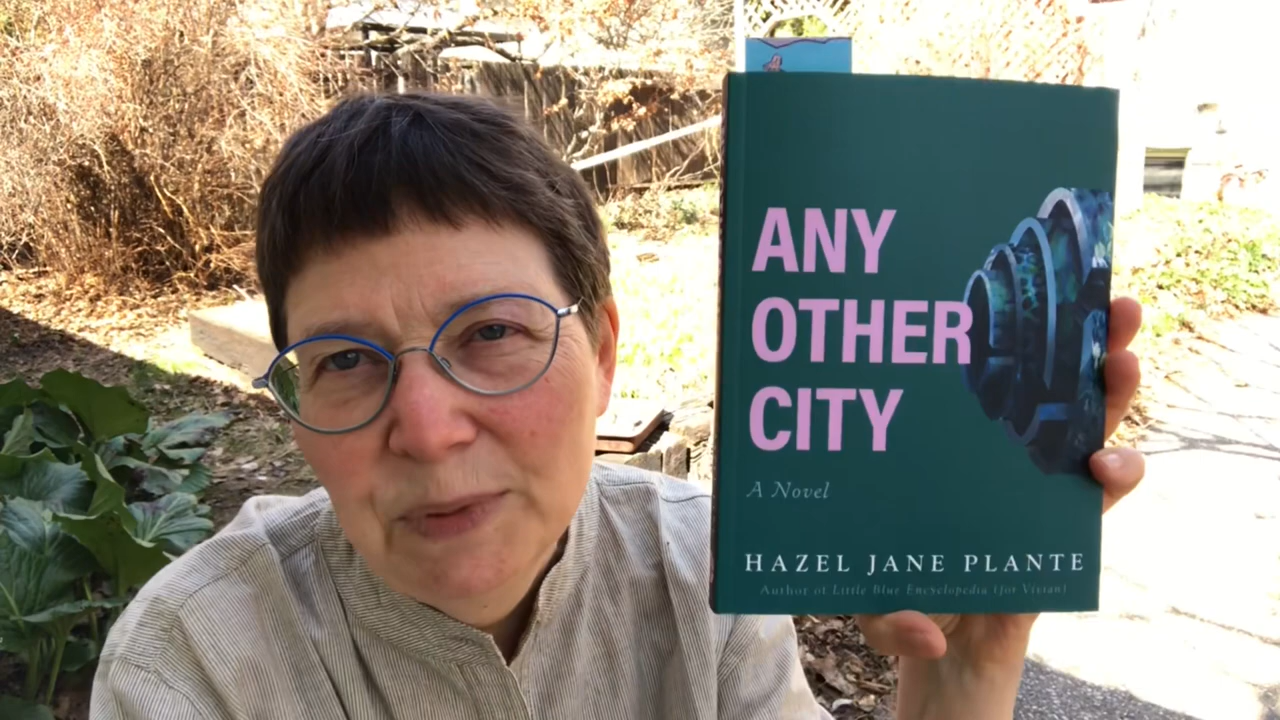 ANY
OTHER
CITY
A Novel
HAZEL JANE PLANTE
Author of Little Blue Encyclopedia (for Vivian)